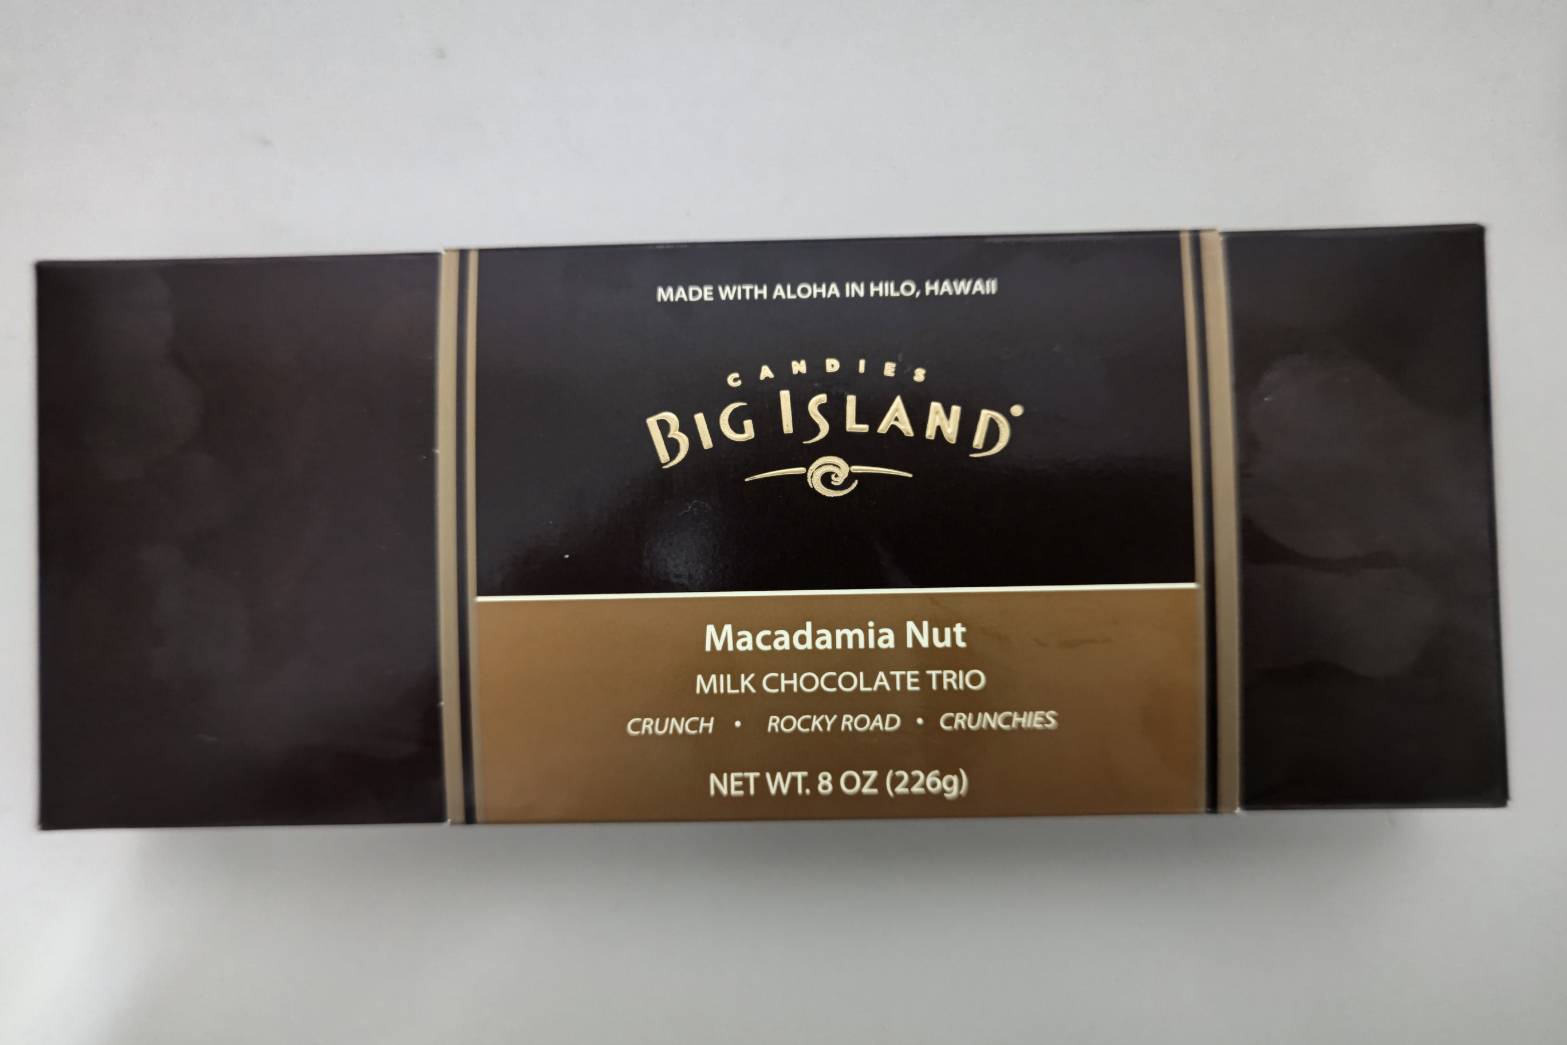 MADE WITH ALOHA IN HILO, HAWAII
CANDIES
BIG ISLAND®
Macadamia Nut
MILK CHOCOLATE TRIO
CRUNCH • ROCKY ROAD • CRUNCHIES
NET WT. 8 OZ (226g)